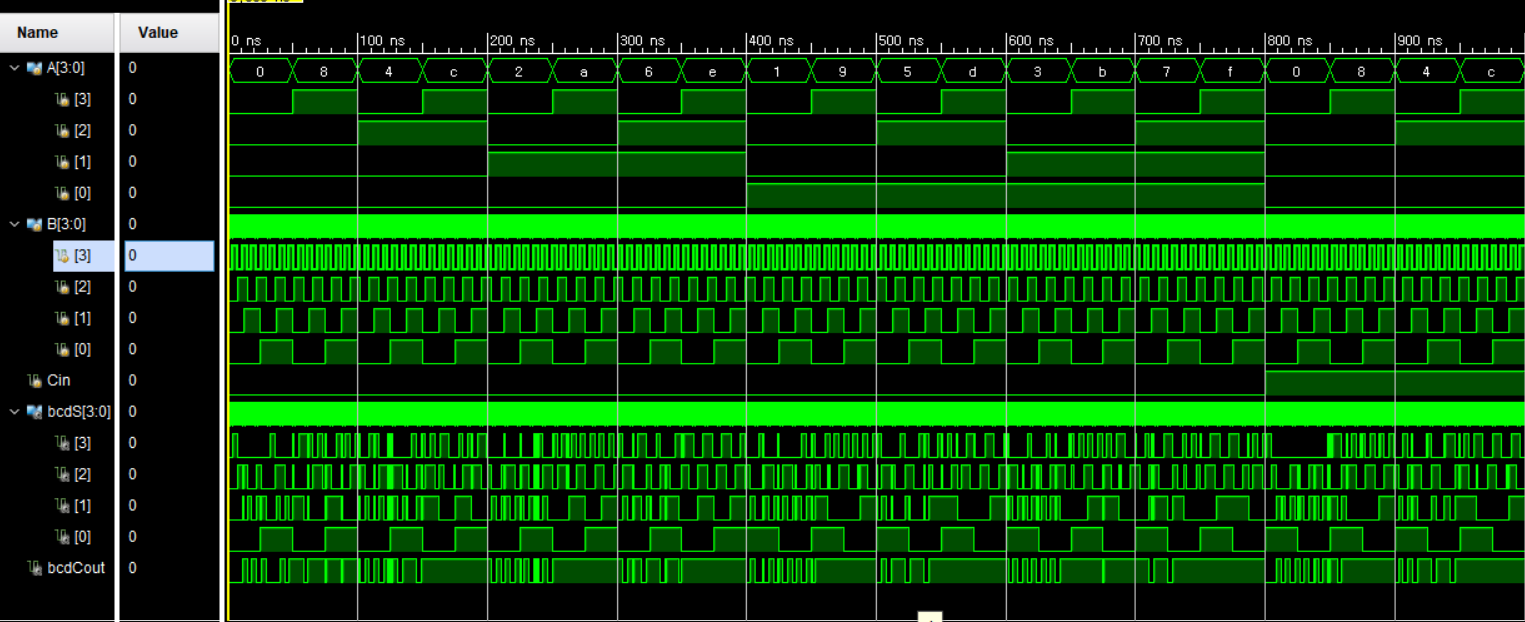 Name Value
0 ns 100 ns 200 ns 300 ns 400 ns 500 ns 600 ns 700 ns 800 ns 900 ns
A[3:0] 0 0 8 4 c 2 a 6 e 1 9 5 d 3 b 7 f 0 8 4 c
[3] 0
[2] 0
[1] 0
[0] 0
B[3:0] 0
[3] 0
[2] 0
[1] 0
[0] 0
Cin 0
bcdS[3:0] 0
[3] 0
[2] 0
[1] 0
[0] 0
bcdCout 0